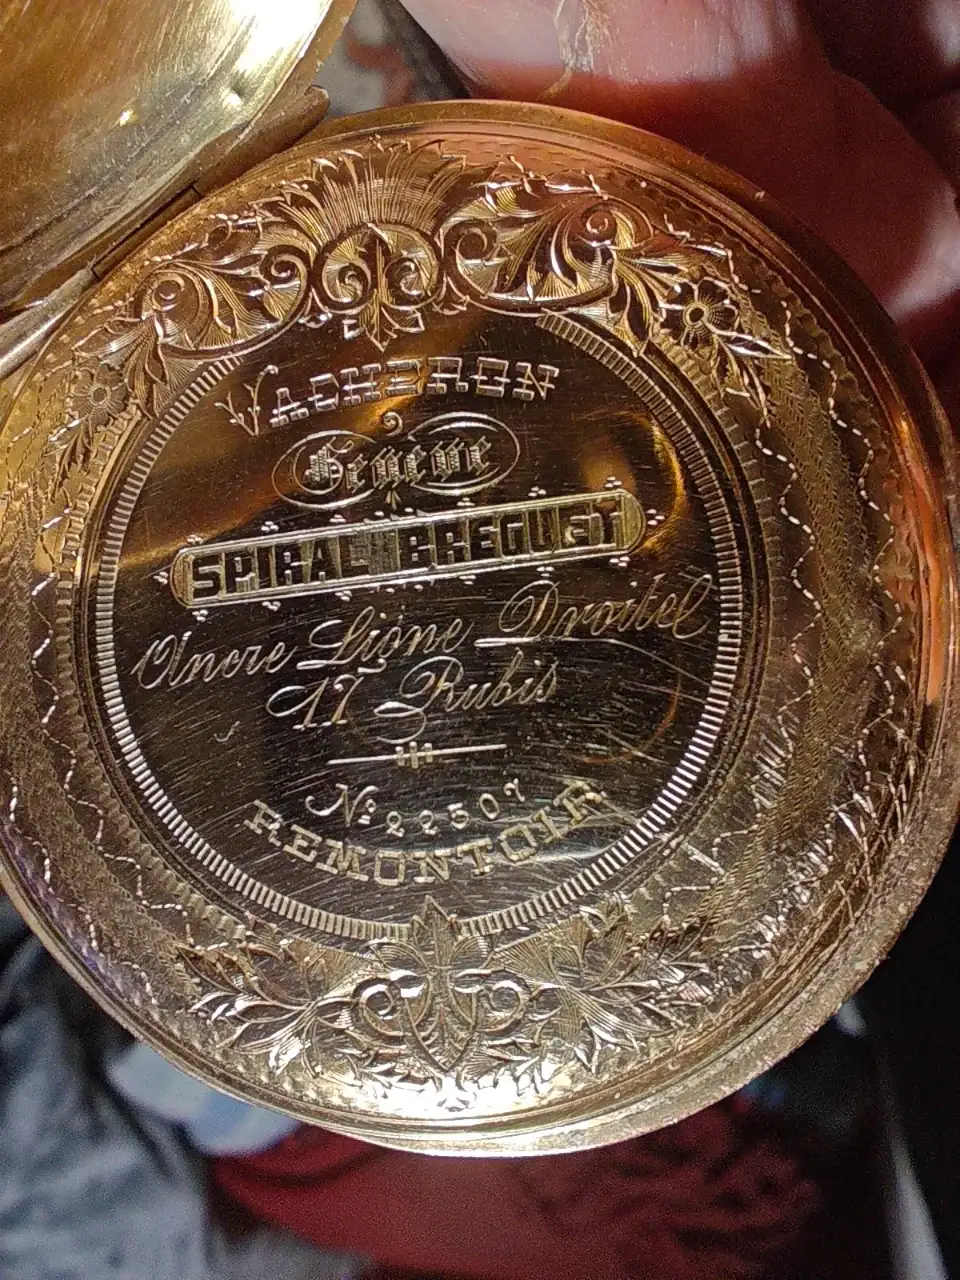 VACHERON
Genève
SPIRAL BREGUET
Ancre Ligne Droite
17 Rubis
No: 22507
REMONTOIR